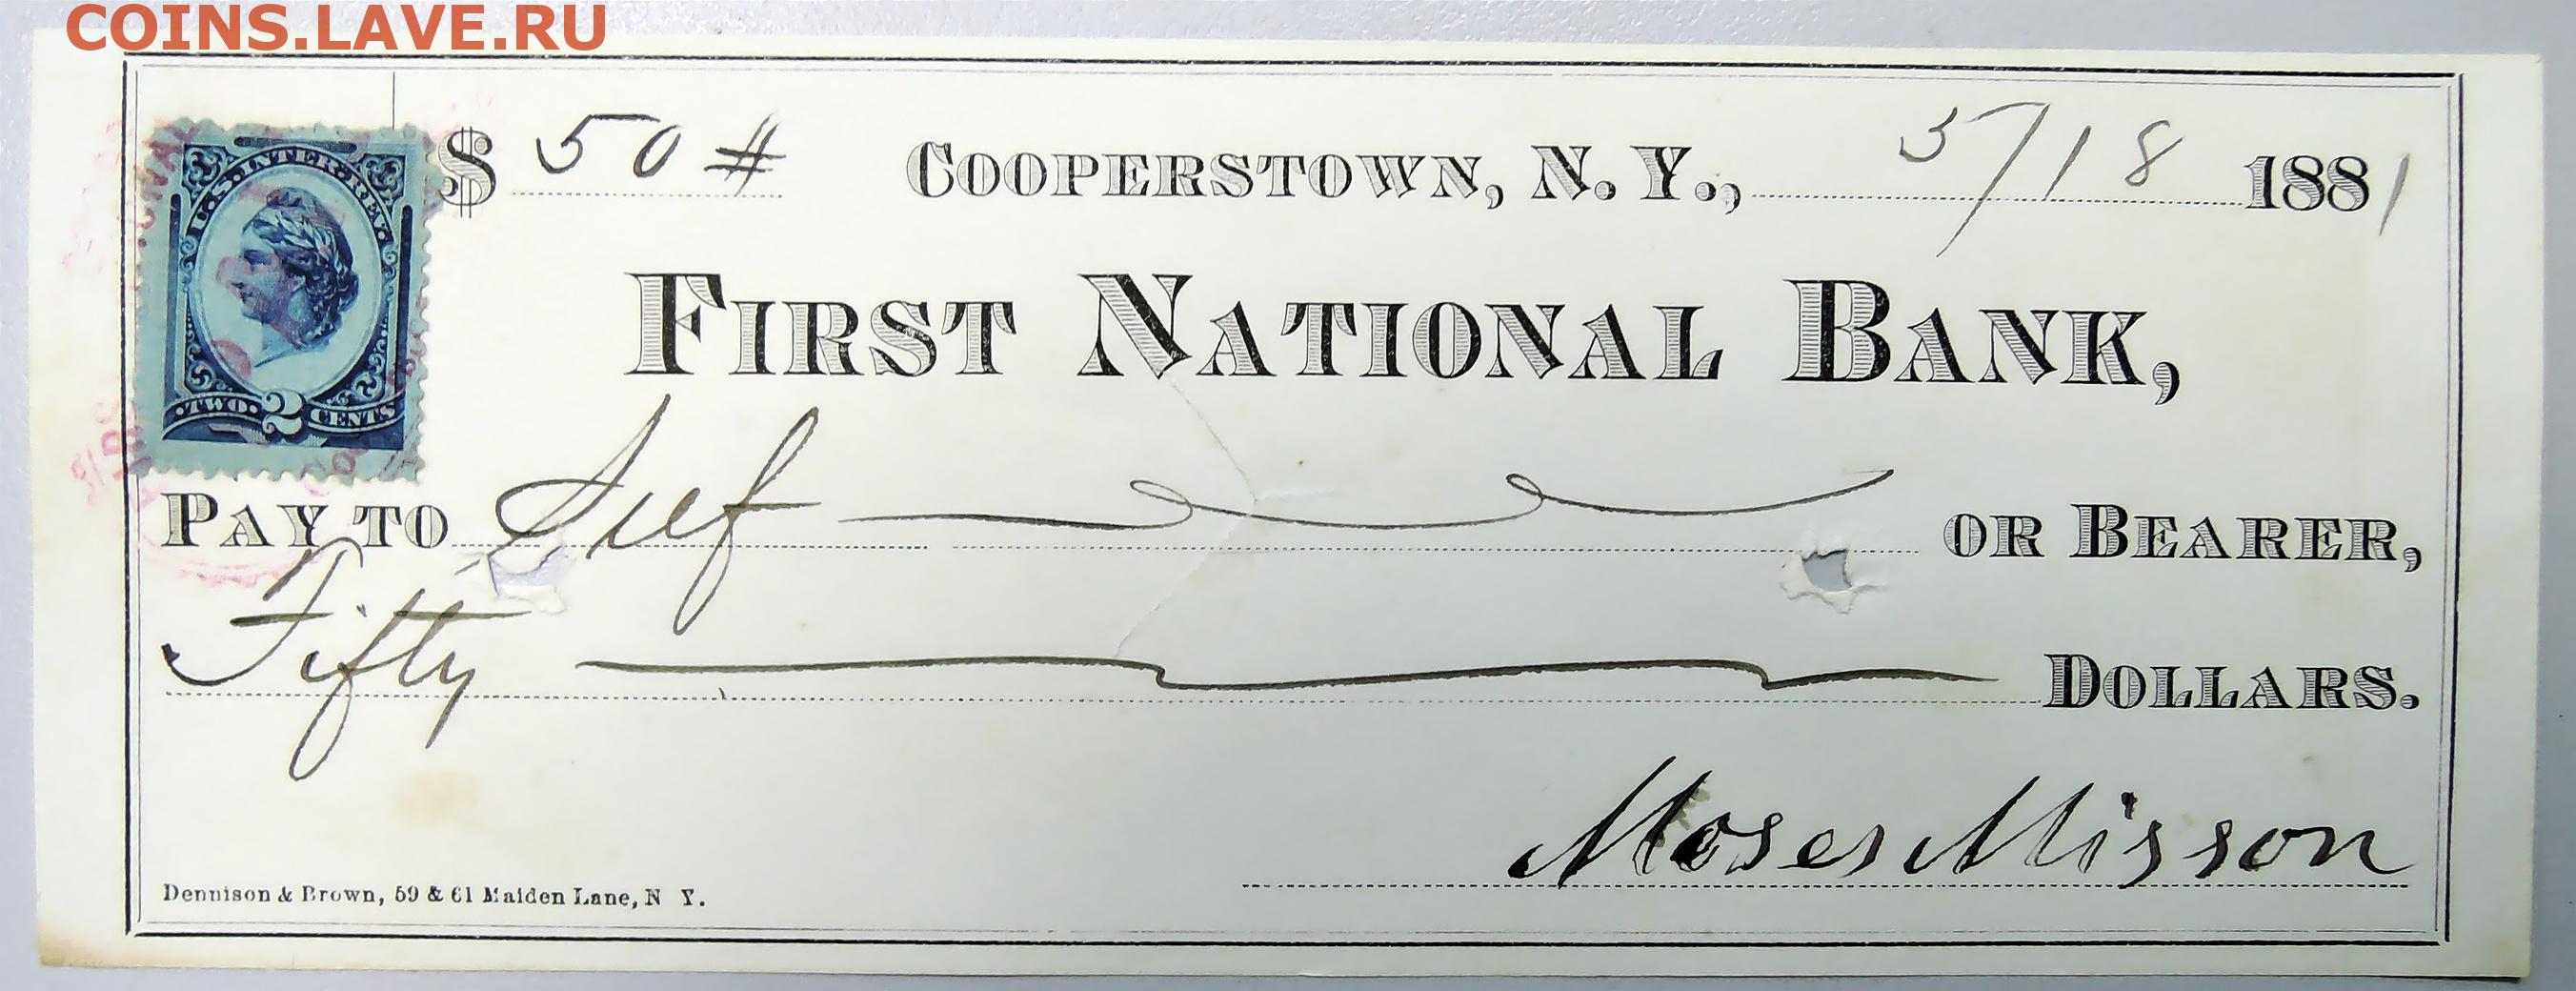 COINS.LAVE.RU
$ 50 # COOPERSTOWN, N. Y., 5/18 1881
U.S. INTER. REV.
TWO 2 CENTS
FIRST NATIONAL BANK,
PAY TO Self OR BEARER,
Fifty DOLLARS.
Moses Misson
Dennison & Brown, 59 & 61 Maiden Lane, N Y.